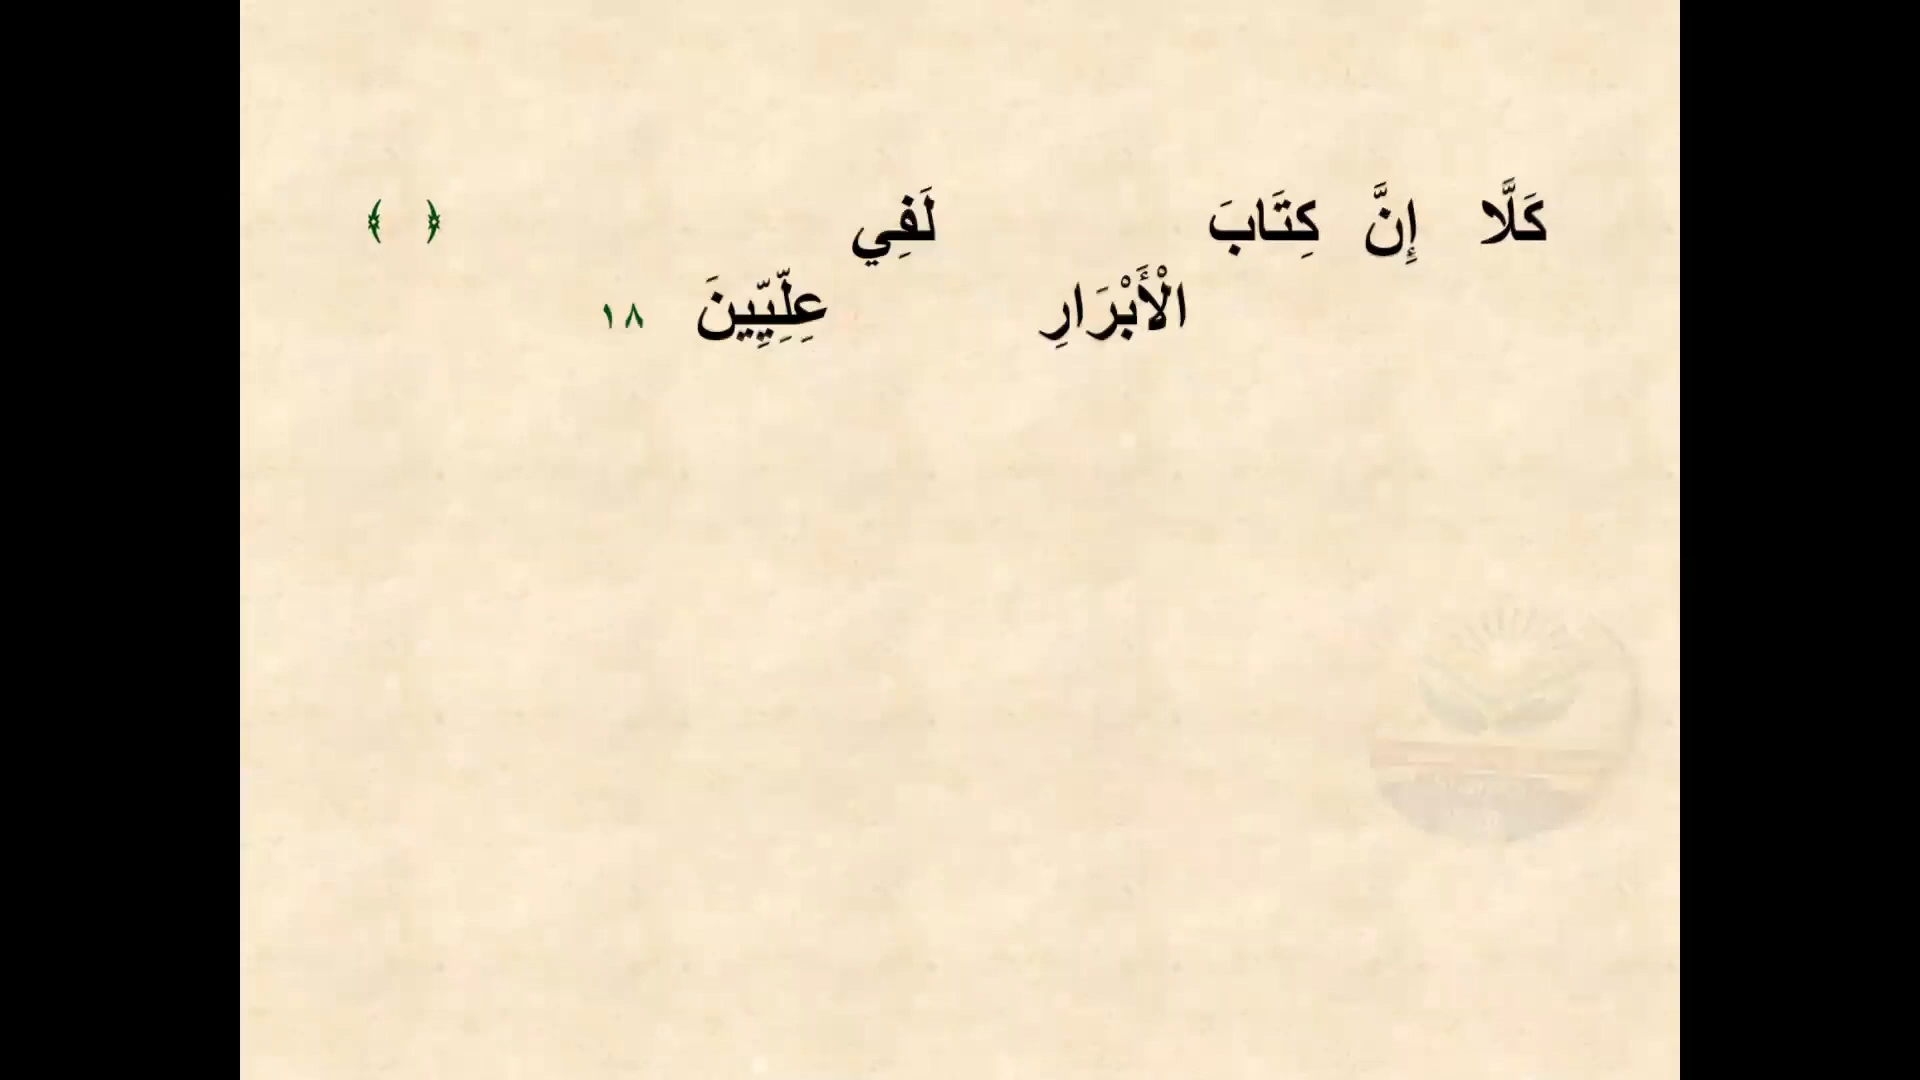 كَلَّا إِنَّ كِتَابَ لَفِي ﴿ ﴾
الْأَبْرَارِ عِلِّيِّينَ ١٨